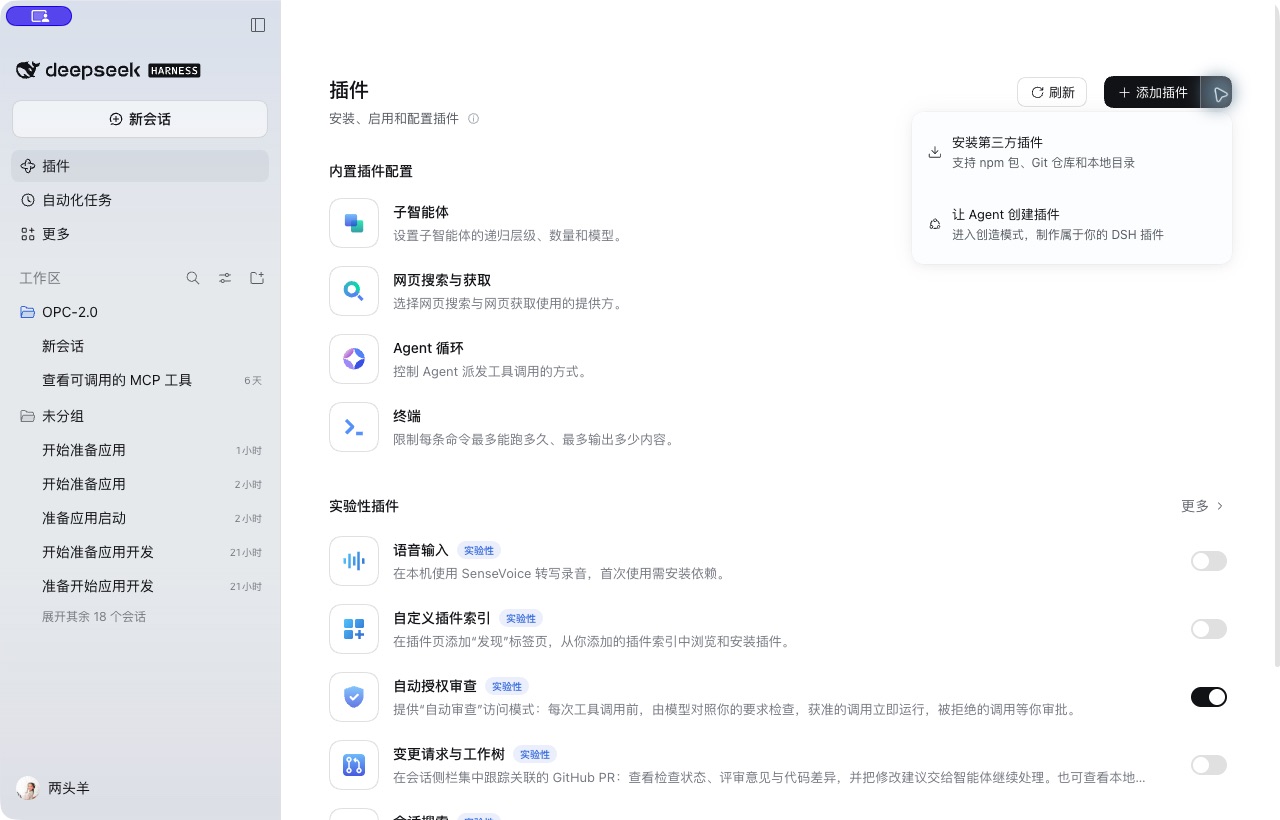 deepseek HARNESS
新会话
插件
自动化任务
更多
工作区
OPC-2.0
新会话
查看可调用的 MCP 工具 6天
未分组
开始准备应用 1小时
开始准备应用 2小时
准备应用启动 2小时
开始准备应用开发 21小时
准备开始应用开发 21小时
展开其余 18 个会话
两头羊
插件
安装、启用和配置插件
刷新
添加插件
安装第三方插件
支持 npm 包、Git 仓库和本地目录
让 Agent 创建插件
进入创造模式，制作属于你的 DSH 插件
内置插件配置
子智能体
设置子智能体的递归层级、数量和模型。
网页搜索与获取
选择网页搜索与网页获取使用的提供方。
Agent 循环
控制 Agent 派发工具调用的方式。
终端
限制每条命令最多能跑多久、最多输出多少内容。
实验性插件 更多
语音输入 实验性
在本机使用 SenseVoice 转写录音，首次使用需安装依赖。
自定义插件索引 实验性
在插件页添加“发现”标签页，从你添加的插件索引中浏览和安装插件。
自动授权审查 实验性
提供“自动审查”访问模式：每次工具调用前，由模型对照你的要求检查，获准的调用立即运行，被拒绝的调用等你审批。
变更请求与工作树 实验性
在会话侧栏集中跟踪关联的 GitHub PR：查看检查状态、评审意见与代码差异，并把修改建议交给智能体继续处理。也可查看本地...